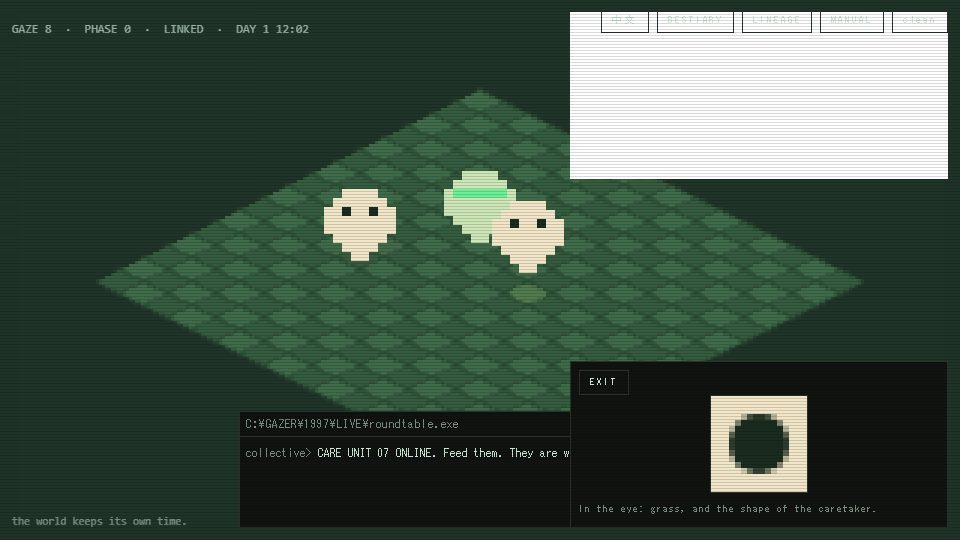 GAZE 8 · PHASE 0 · LINKED · DAY 1 12:02
中文 BESTIARY LINEAGE MANUAL clean
EXIT
C:¥GAZER¥1997¥LIVE¥roundtable.exe
collective> CARE UNIT 07 ONLINE. Feed them. They are w
In the eye: grass, and the shape of the caretaker.
the world keeps its own time.